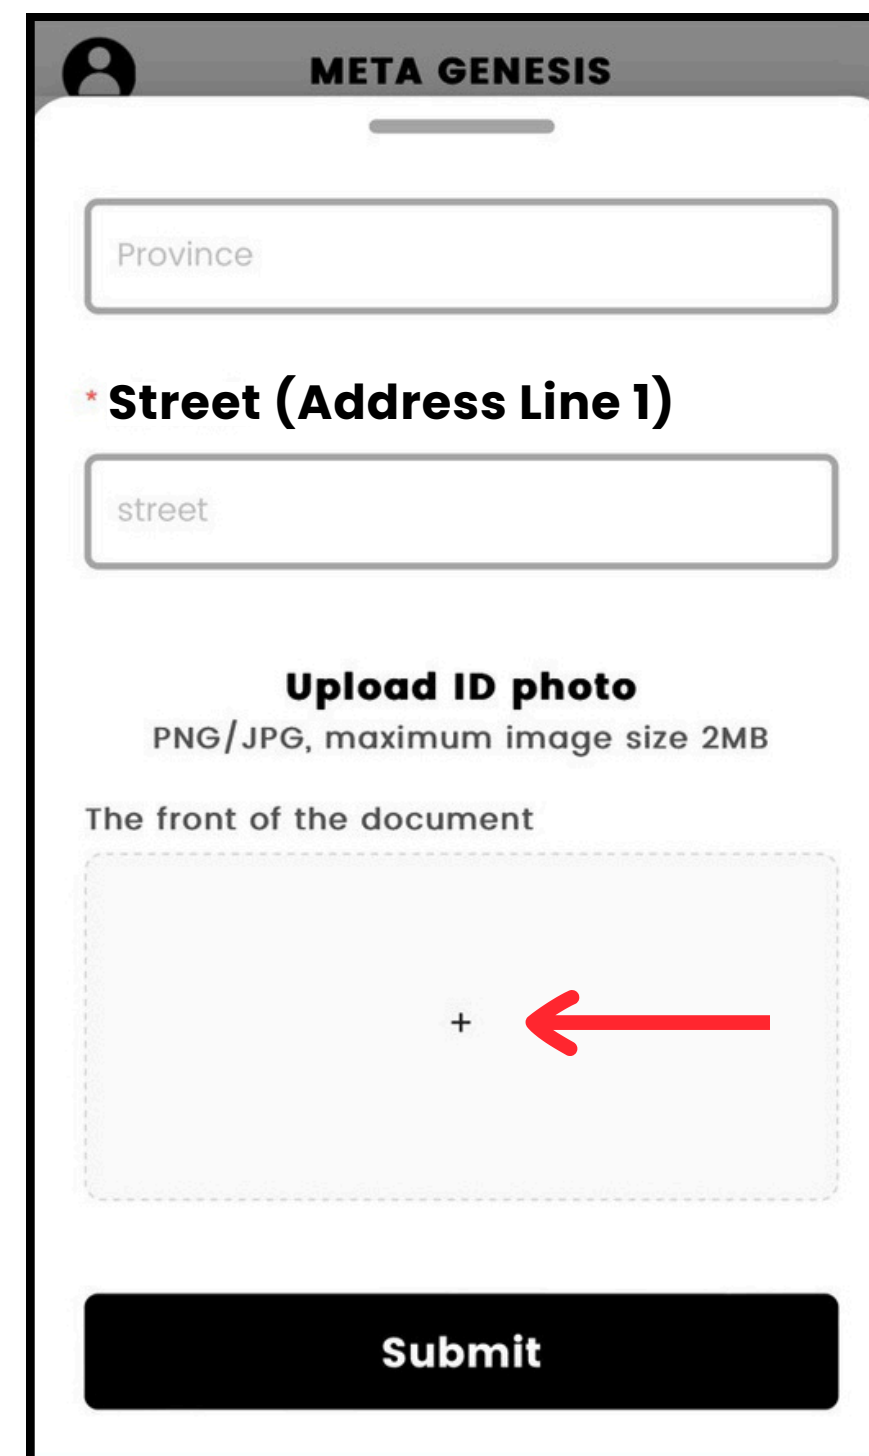 META GENESIS
Province
* Street (Address Line 1)
street
Upload ID photo
PNG/JPG, maximum image size 2MB
The front of the document
+
Submit